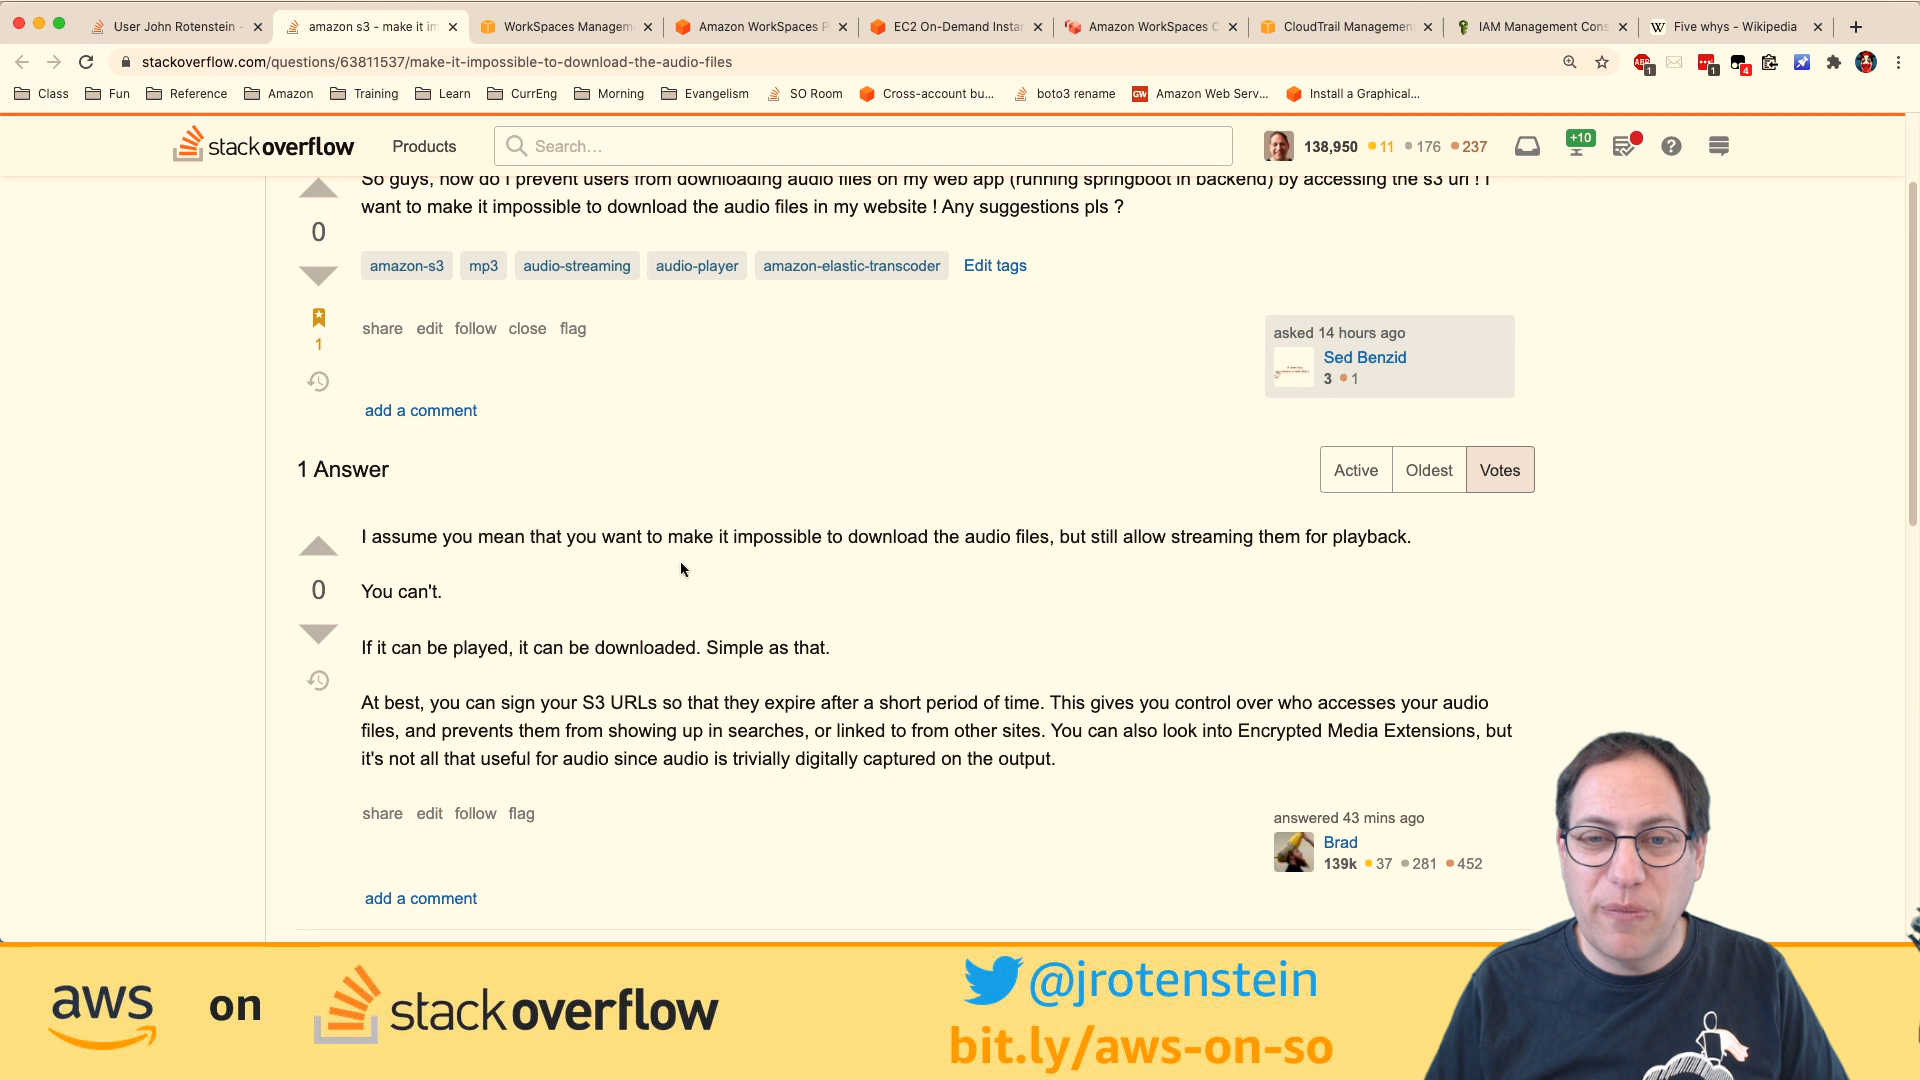 User John Rotenstein -
amazon s3 - make it im
WorkSpaces Managem
Amazon WorkSpaces P
EC2 On-Demand Insta
Amazon WorkSpaces C
CloudTrail Management
IAM Management Cons
Five whys - Wikipedia
stackoverflow.com/questions/63811537/make-it-impossible-to-download-the-audio-files
ABP 1 1 4
Class Fun Reference Amazon Training Learn CurrEng Morning Evangelism SO Room Cross-account bu... boto3 rename GW Amazon Web Serv... Install a Graphical...
stackoverflow Products Search... 138,950 11 176 237 +10
So guys, how do I prevent users from downloading audio files on my web app (running springboot in backend) by accessing the s3 url ! I
want to make it impossible to download the audio files in my website ! Any suggestions pls ?
0
amazon-s3 mp3 audio-streaming audio-player amazon-elastic-transcoder Edit tags
1
share edit follow close flag
asked 14 hours ago
Sed Benzid
3 1
add a comment
1 Answer
Active Oldest Votes
I assume you mean that you want to make it impossible to download the audio files, but still allow streaming them for playback.
0
You can't.
If it can be played, it can be downloaded. Simple as that.
At best, you can sign your S3 URLs so that they expire after a short period of time. This gives you control over who accesses your audio
files, and prevents them from showing up in searches, or linked to from other sites. You can also look into Encrypted Media Extensions, but
it's not all that useful for audio since audio is trivially digitally captured on the output.
share edit follow flag
answered 43 mins ago
Brad
139k 37 281 452
add a comment
aws on stackoverflow
@jrotenstein
bit.ly/aws-on-so